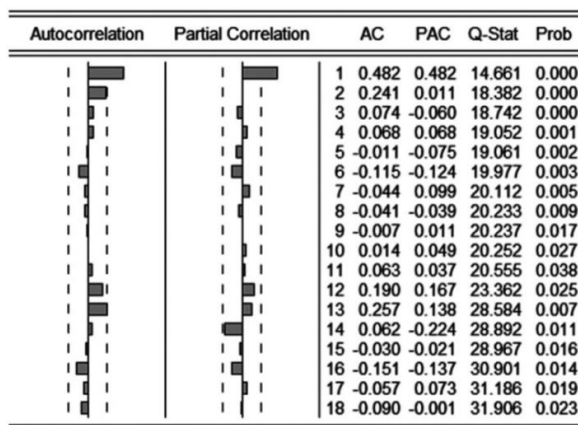 Autocorrelation Partial Correlation AC PAC Q-Stat Prob
1 0.482 0.482 14.661 0.000
2 0.241 0.011 18.382 0.000
3 0.074 -0.060 18.742 0.000
4 0.068 0.068 19.052 0.001
5 -0.011 -0.075 19.061 0.002
6 -0.115 -0.124 19.977 0.003
7 -0.044 0.099 20.112 0.005
8 -0.041 -0.039 20.233 0.009
9 -0.007 0.011 20.237 0.017
10 0.014 0.049 20.252 0.027
11 0.063 0.037 20.555 0.038
12 0.190 0.167 23.362 0.025
13 0.257 0.138 28.584 0.007
14 0.062 -0.224 28.892 0.011
15 -0.030 -0.021 28.967 0.016
16 -0.151 -0.137 30.901 0.014
17 -0.057 0.073 31.186 0.019
18 -0.090 -0.001 31.906 0.023